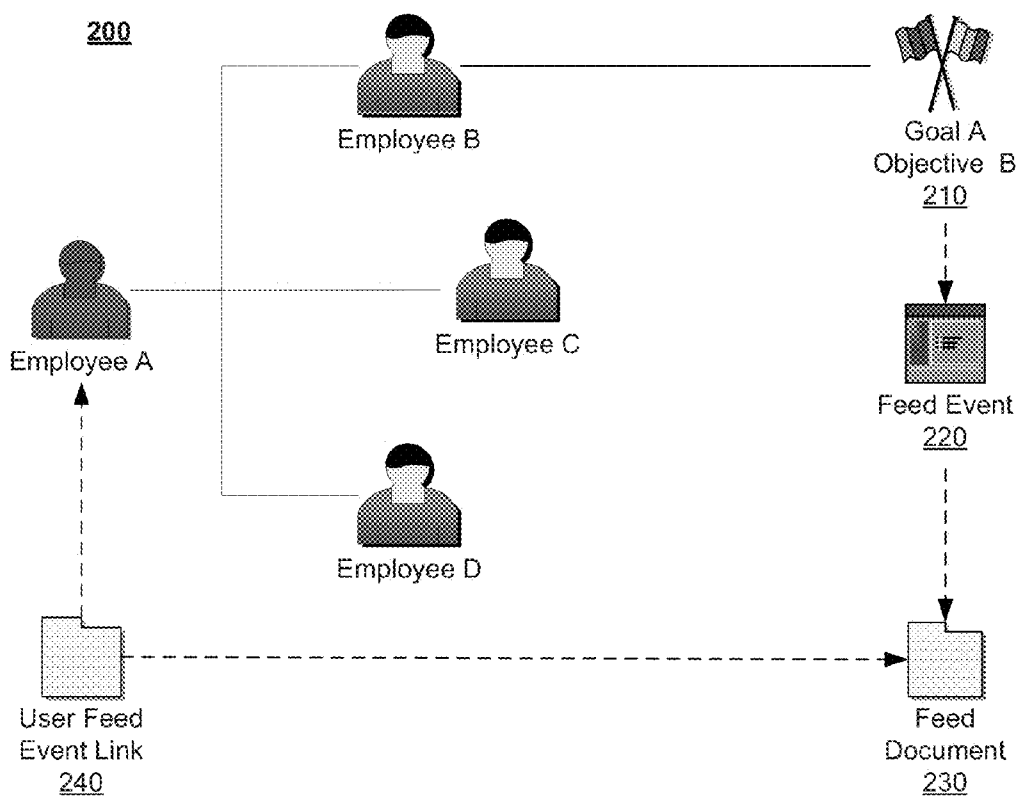 200
Employee B
Goal A
Objective B
210
Employee A
Employee C
Feed Event
220
Employee D
User Feed
Event Link
240
Feed
Document
230